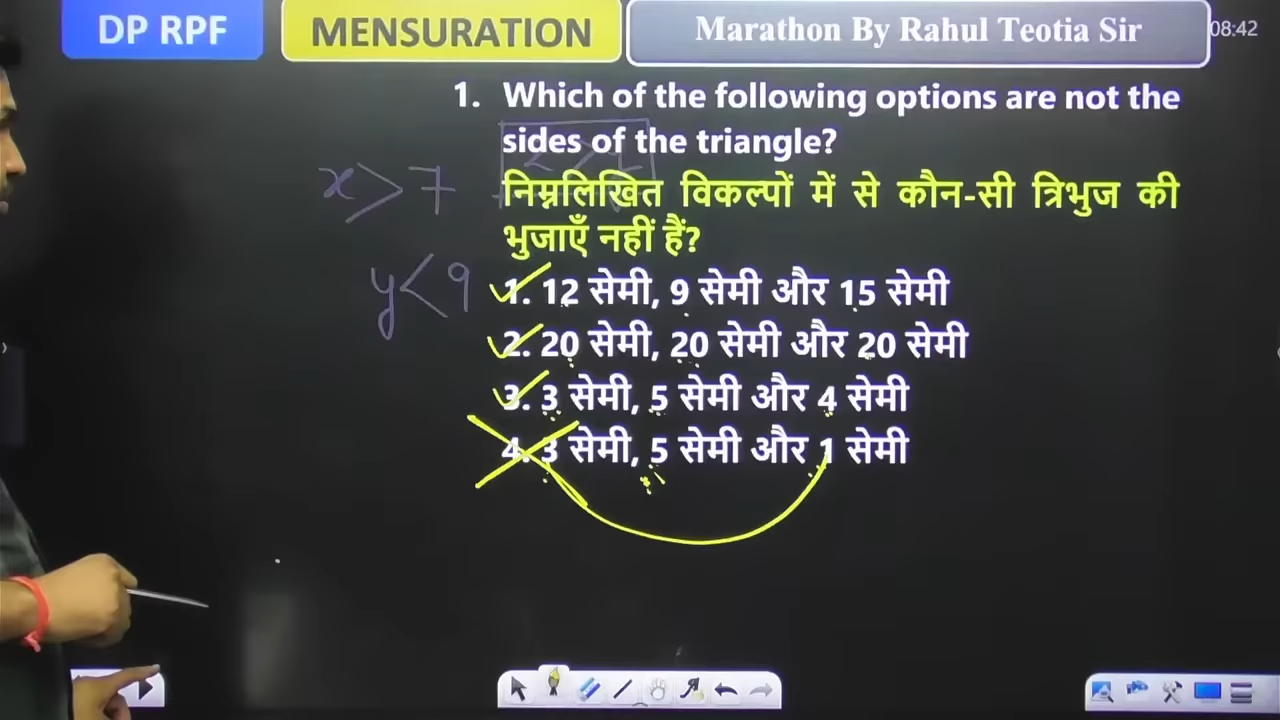 DP RPF
MENSURATION
Marathon By Rahul Teotia Sir
08:42
1. Which of the following options are not the
sides of the triangle?
x>7
निम्नलिखित विकल्पों में से कौन-सी त्रिभुज की
भुजाएँ नहीं हैं?
y<9
1. 12 सेमी, 9 सेमी और 15 सेमी
2. 20 सेमी, 20 सेमी और 20 सेमी
3. 3 सेमी, 5 सेमी और 4 सेमी
4. 3 सेमी, 5 सेमी और 1 सेमी